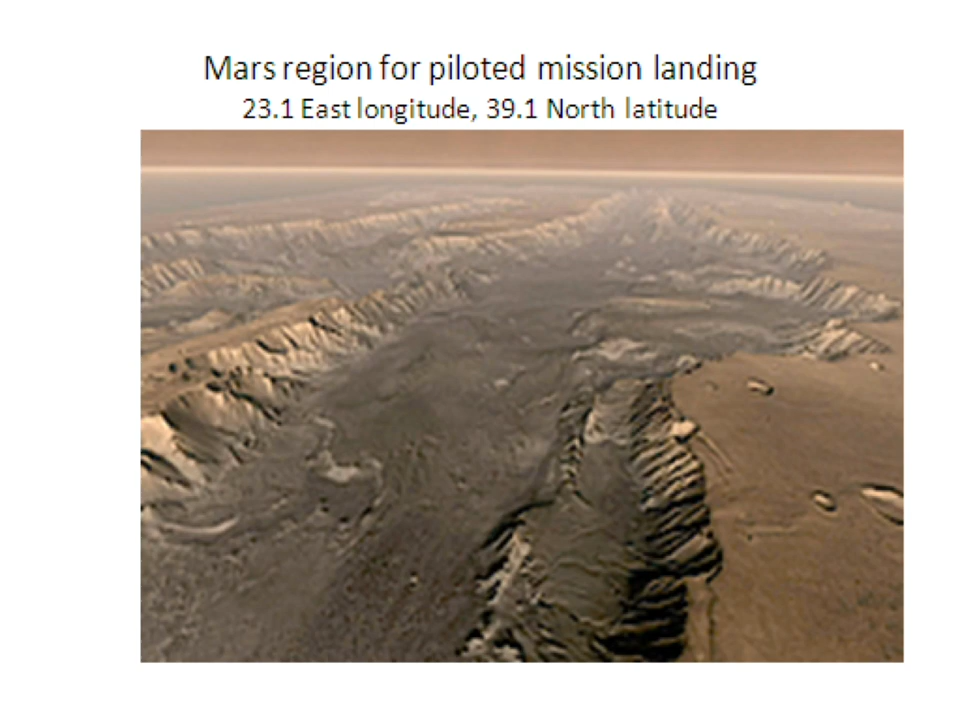 Mars region for piloted mission landing
23.1 East longitude, 39.1 North latitude